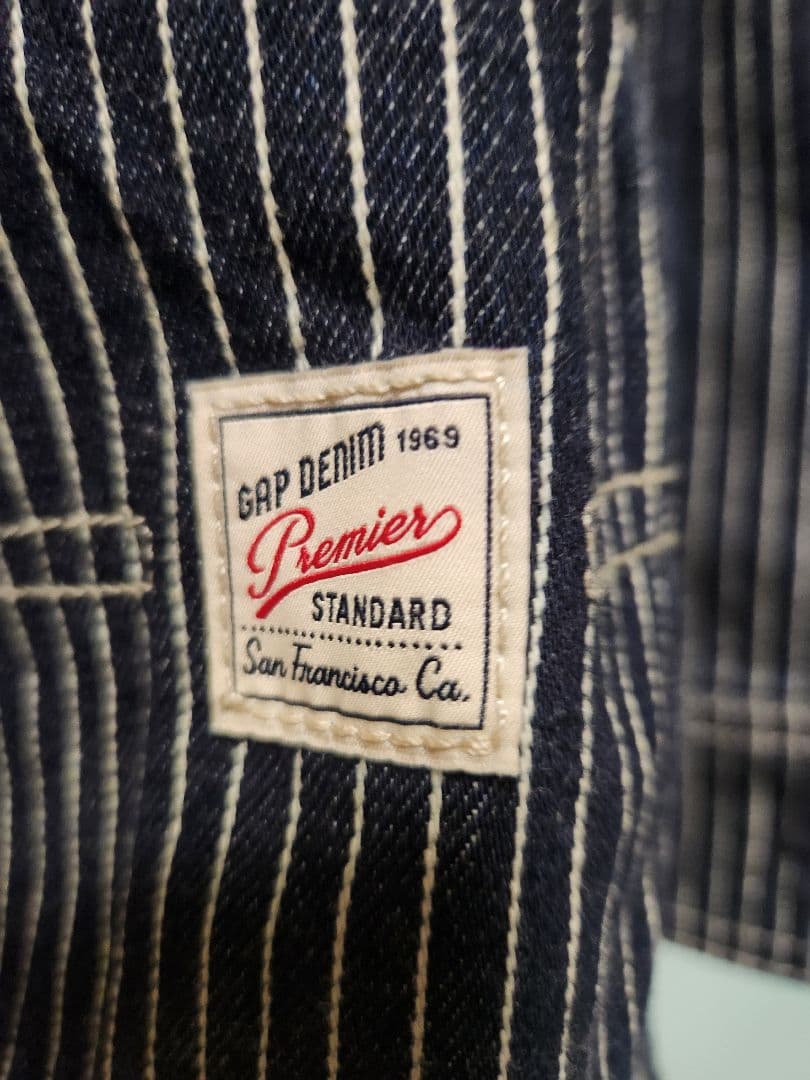 GAP DENIM 1969
Premier
STANDARD
San Francisco Ca.